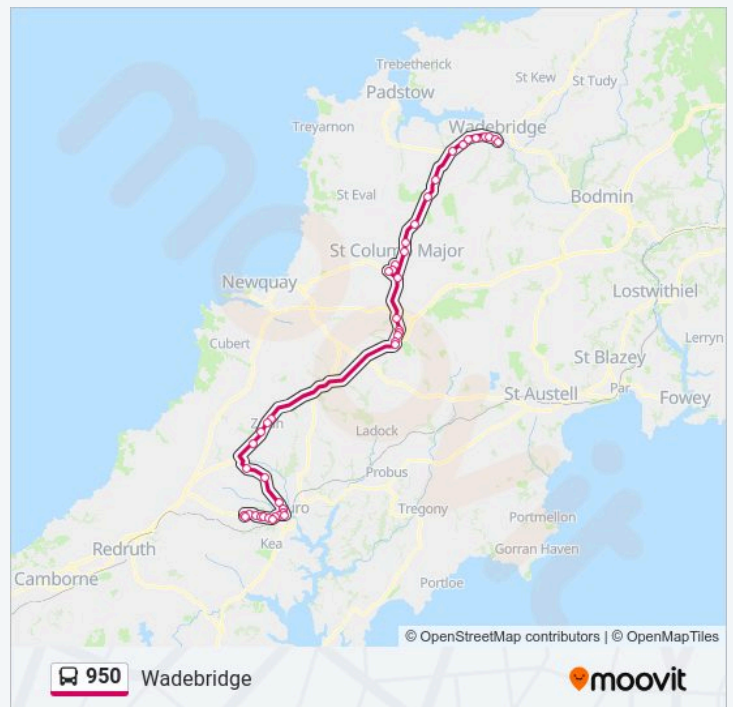 Trebetherick
St Kew
St Tudy
Padstow
Treyarnon
Wadebridge
St Eval
Bodmin
St Columb Major
Newquay
Lostwithiel
Cubert
Lerryn
St Blazey
Par
St Austell
Fowey
Ladock
Probus
Tregony
Portmellon
Kea
Gorran Haven
Redruth
Camborne
Portloe
© OpenStreetMap contributors | © OpenMapTiles
950 Wadebridge
moovit